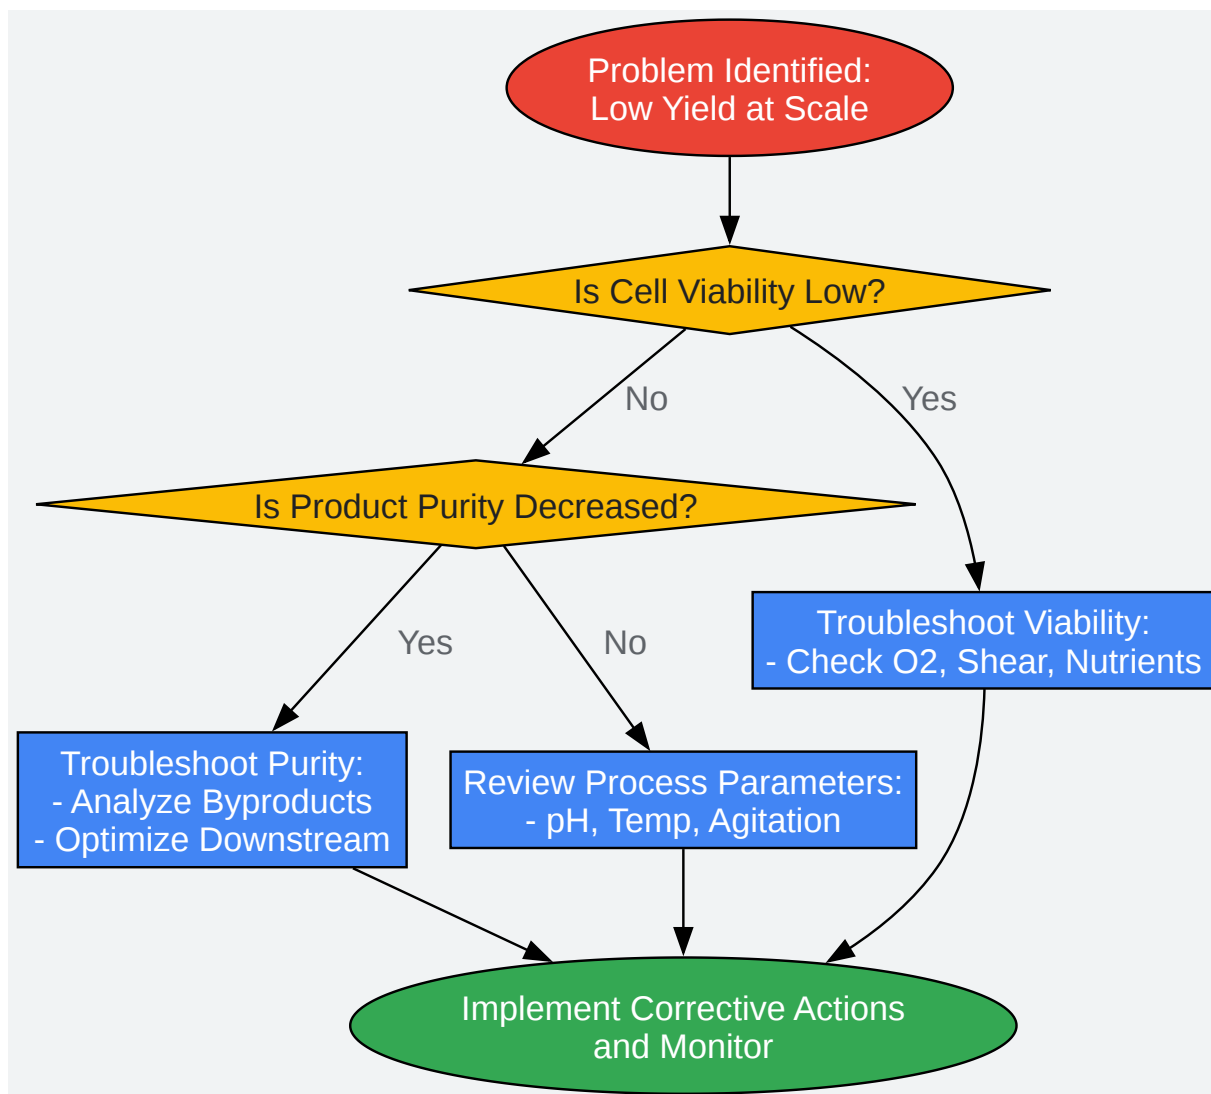 Problem Identified:
Low Yield at Scale
Is Cell Viability Low?
No
Yes
Is Product Purity Decreased?
Yes
No
Troubleshoot Viability:
- Check O2, Shear, Nutrients
Troubleshoot Purity:
- Analyze Byproducts
- Optimize Downstream
Review Process Parameters:
- pH, Temp, Agitation
Implement Corrective Actions
and Monitor